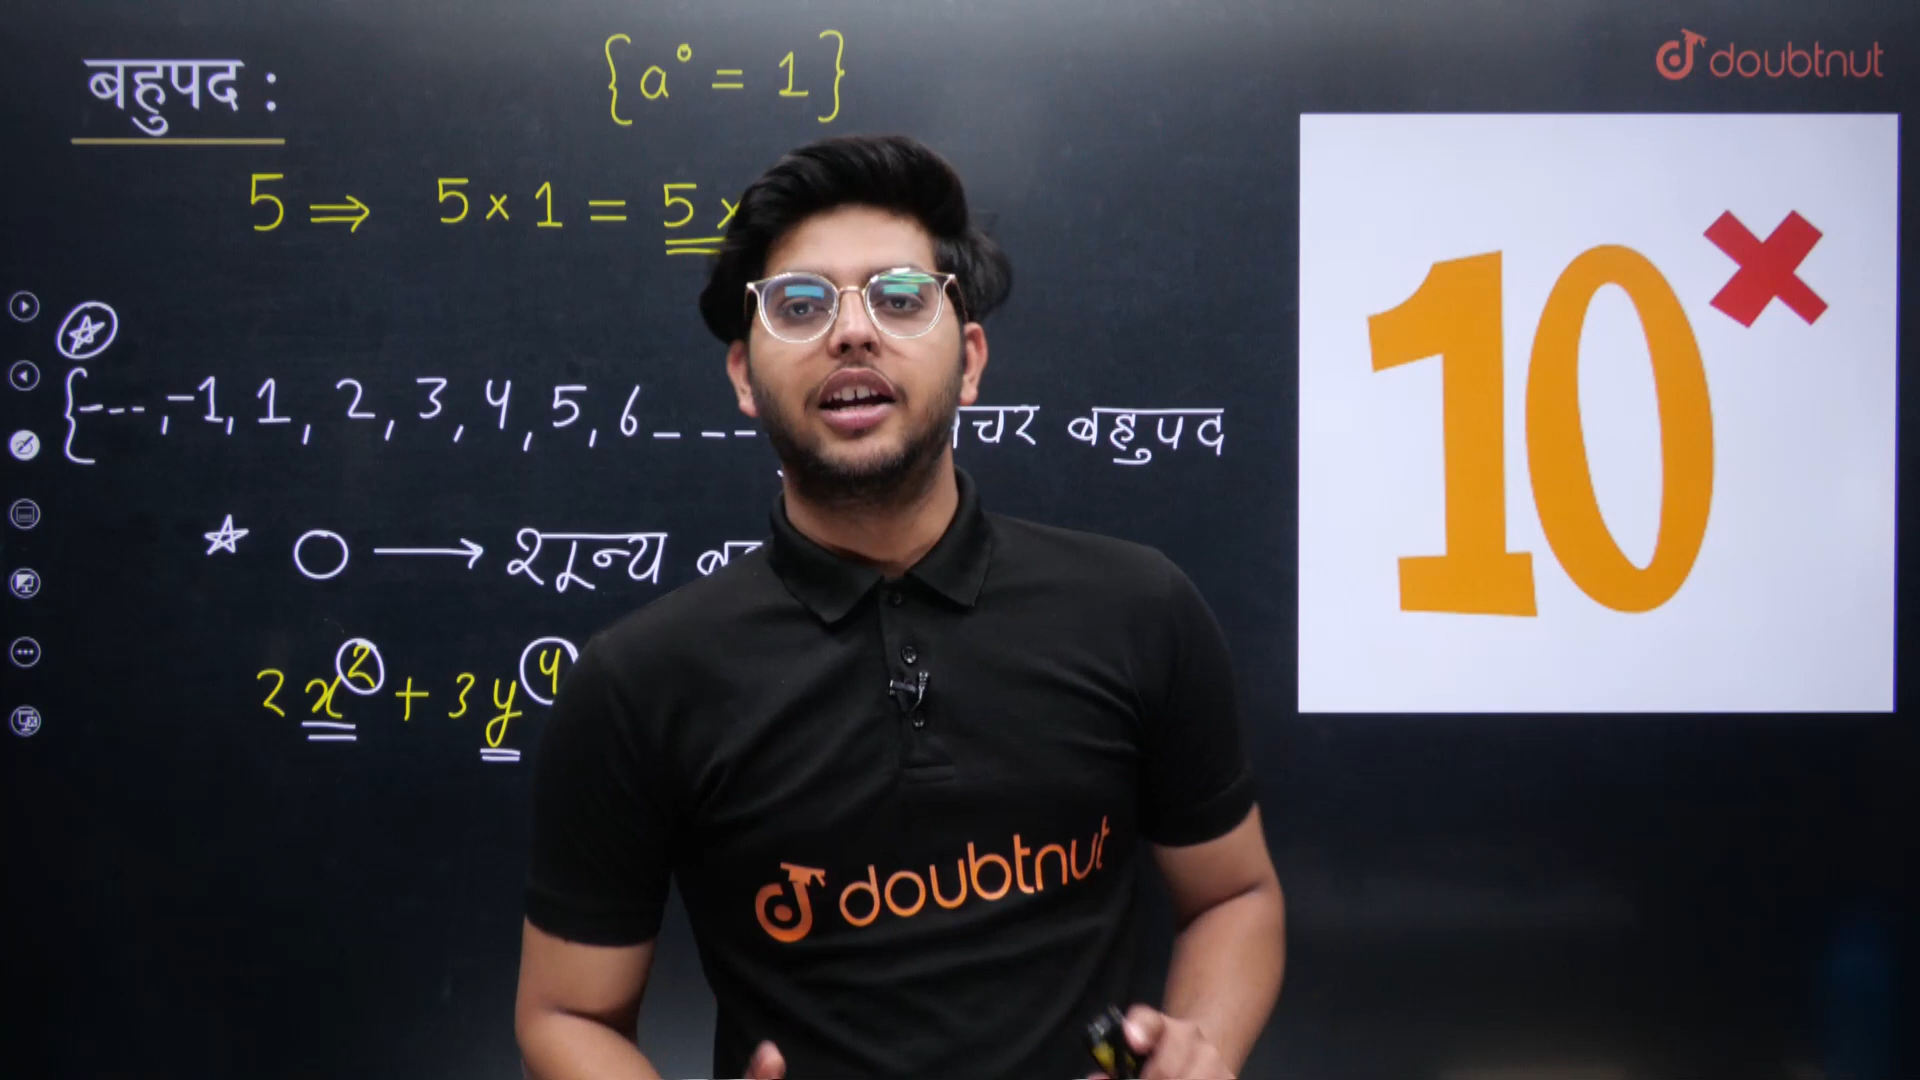 बहुपद :
{a° = 1}
doubtnut
5 ⇒ 5 × 1 = 5 ×
10ˣ
{---, -1, 1, 2, 3, 4, 5, 6 _ _ _ _ चर बहुपद
☆ 0 → शून्य
2x² + 3y⁴
doubtnut